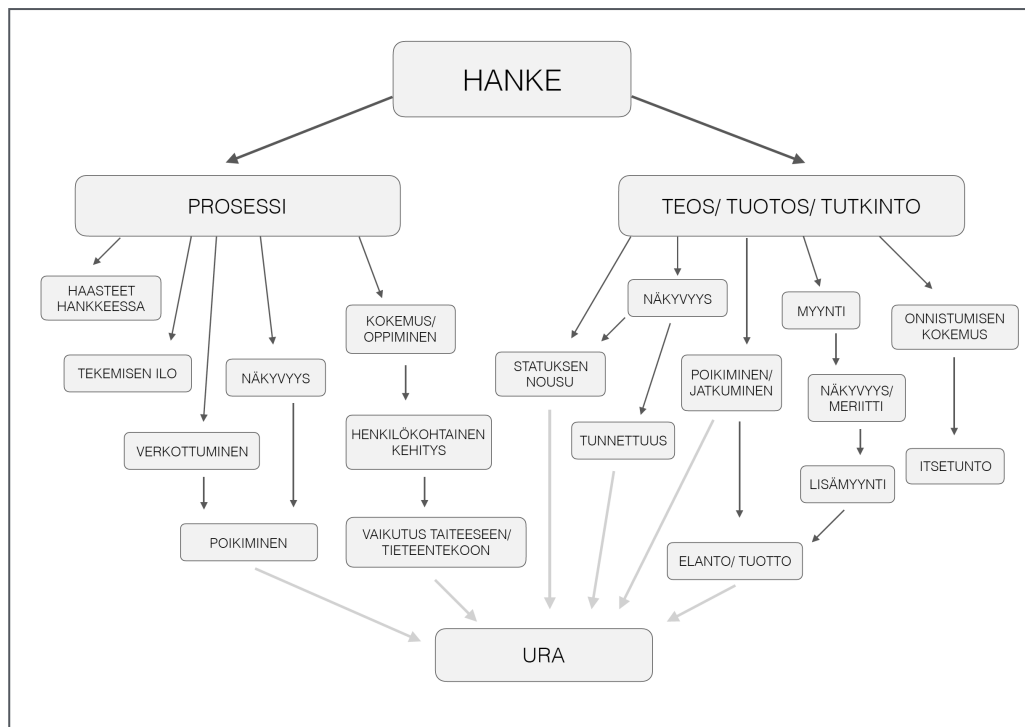 HANKE
PROSESSI
TEOS/ TUOTOS/ TUTKINTO
HAASTEET
HANKKEESSA
TEKEMISEN ILO
VERKOTTUMINEN
NÄKYVYYS
POIKIMINEN
KOKEMUS/
OPPIMINEN
HENKILÖKOHTAINEN
KEHITYS
VAIKUTUS TAITEESEEN/
TIETEENTEKOON
STATUKSEN
NOUSU
NÄKYVYYS
TUNNETTUUS
POIKIMINEN/
JATKUMINEN
MYYNTI
NÄKYVYYS/
MERIITTI
LISÄMYYNTI
ELANTO/ TUOTTO
ONNISTUMISEN
KOKEMUS
ITSETUNTO
URA